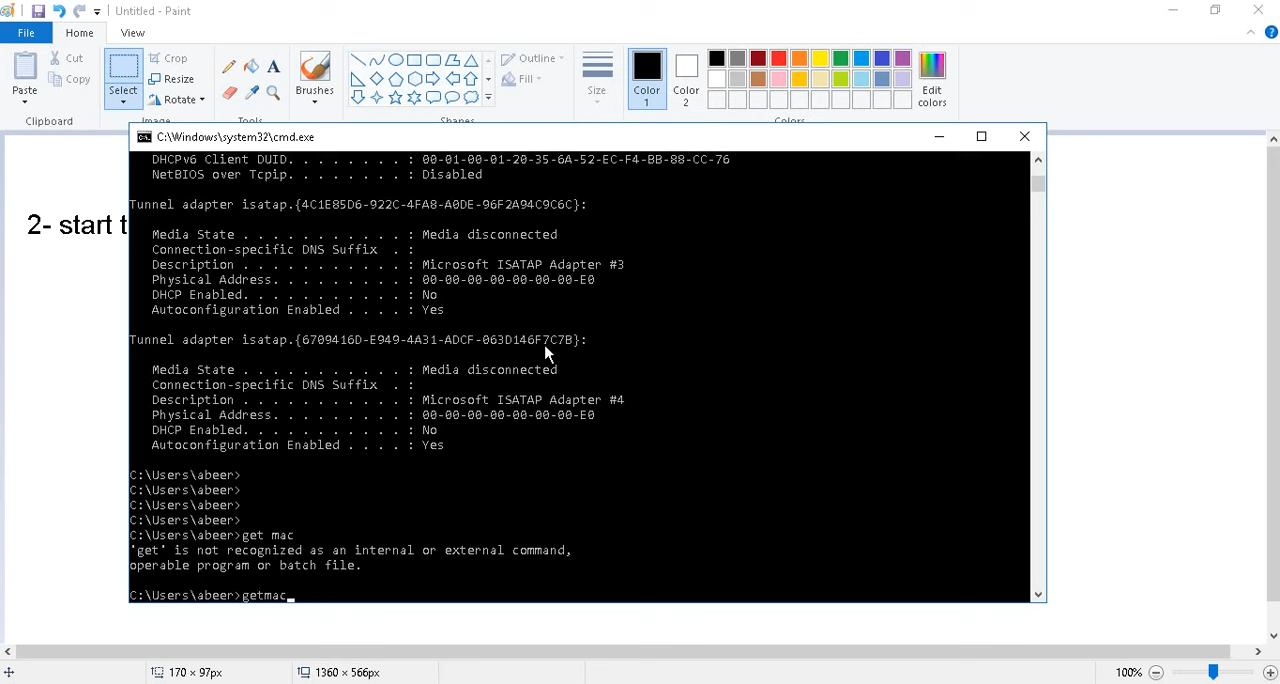 Untitled - Paint
File
Home
View
Paste
Cut
Copy
Clipboard
Select
Crop
Resize
Rotate
Image
Tools
Brushes
Shapes
Outline
Fill
Size
Color 1
Color 2
Edit colors
Colors
2- start t
C:\Windows\system32\cmd.exe
DHCPv6 Client DUID. . . . . . . . : 00-01-00-01-20-35-6A-52-EC-F4-BB-88-CC-76
NetBIOS over Tcpip. . . . . . . . : Disabled
Tunnel adapter isatap.{4C1E85D6-922C-4FA8-A0DE-96F2A94C9C6C}:
Media State . . . . . . . . . . . : Media disconnected
Connection-specific DNS Suffix  . :
Description . . . . . . . . . . . : Microsoft ISATAP Adapter #3
Physical Address. . . . . . . . . : 00-00-00-00-00-00-00-E0
DHCP Enabled. . . . . . . . . . . : No
Autoconfiguration Enabled . . . . : Yes
Tunnel adapter isatap.{6709416D-E949-4A31-ADCF-063D146F7C7B}:
Media State . . . . . . . . . . . : Media disconnected
Connection-specific DNS Suffix  . :
Description . . . . . . . . . . . : Microsoft ISATAP Adapter #4
Physical Address. . . . . . . . . : 00-00-00-00-00-00-00-E0
DHCP Enabled. . . . . . . . . . . : No
Autoconfiguration Enabled . . . . : Yes
C:\Users\abeer>
C:\Users\abeer>
C:\Users\abeer>
C:\Users\abeer>
C:\Users\abeer>get mac
'get' is not recognized as an internal or external command,
operable program or batch file.
C:\Users\abeer>getmac
170 × 97px
1360 × 566px
100%